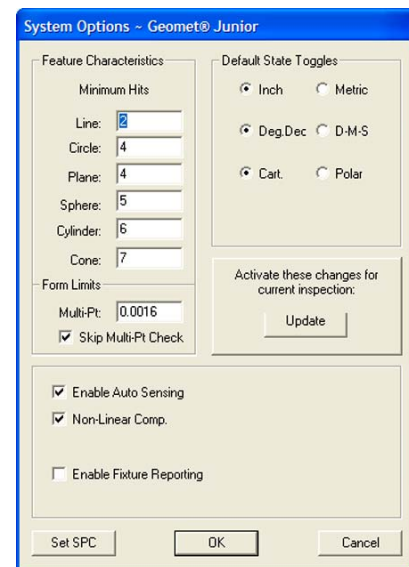 System Options ~ Geomet® Junior
Feature Characteristics
Minimum Hits
Line: 2
Circle: 4
Plane: 4
Sphere: 5
Cylinder: 6
Cone: 7
Form Limits
Multi-Pt: 0.0016
Skip Multi-Pt Check
Default State Toggles
Inch Metric
Deg.Dec D-M-S
Cart. Polar
Activate these changes for
current inspection:
Update
Enable Auto Sensing
Non-Linear Comp.
Enable Fixture Reporting
Set SPC OK Cancel